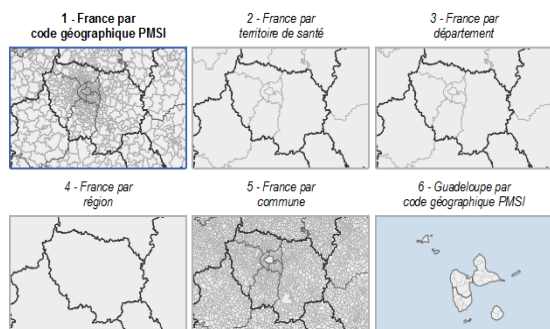 1 - France par
code géographique PMSI
2 - France par
territoire de santé
3 - France par
département
4 - France par
région
5 - France par
commune
6 - Guadeloupe par
code géographique PMSI